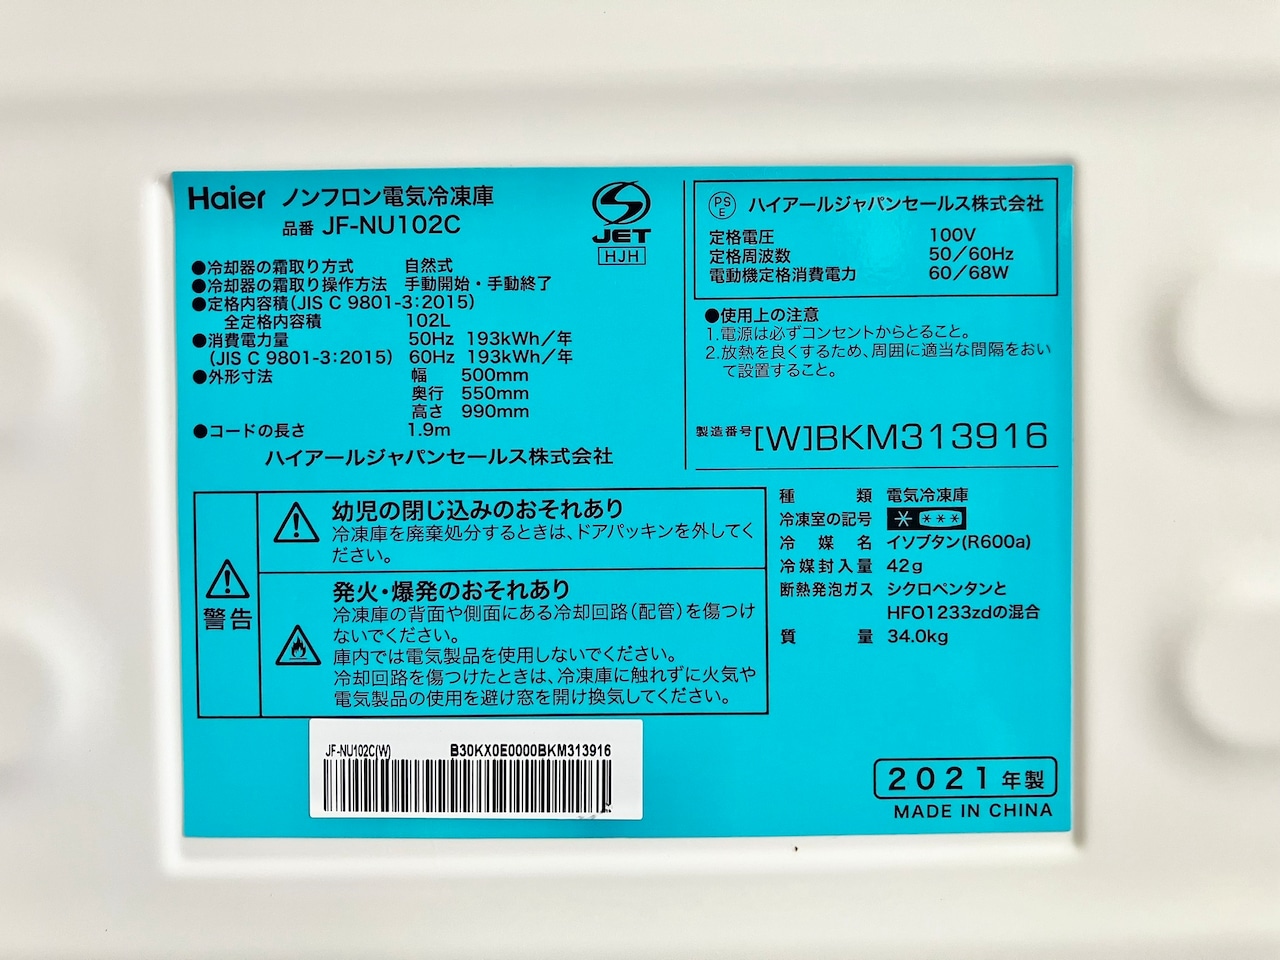 Haier ノンフロン電気冷凍庫
品番 JF-NU102C
JET
HJH
●冷却器の霜取り方式 自然式
●冷却器の霜取り操作方法 手動開始・手動終了
●定格内容積(JIS C 9801-3:2015)
全定格内容積 102L
●消費電力量 50Hz 193kWh/年
(JIS C 9801-3:2015) 60Hz 193kWh/年
●外形寸法 幅 500mm
奥行 550mm
高さ 990mm
●コードの長さ 1.9m
ハイアールジャパンセールス株式会社
PSE ハイアールジャパンセールス株式会社
定格電圧 100V
定格周波数 50/60Hz
電動機定格消費電力 60/68W
●使用上の注意
1.電源は必ずコンセントからとること。
2.放熱を良くするため、周囲に適当な間隔をおい
て設置すること。
製造番号 [W]BKM313916
警告
幼児の閉じ込みのおそれあり
冷凍庫を廃棄処分するときは、ドアパッキンを外してく
ださい。
発火・爆発のおそれあり
冷凍庫の背面や側面にある冷却回路(配管)を傷つけ
ないでください。
庫内では電気製品を使用しないでください。
冷却回路を傷つけたときは、冷凍庫に触れずに火気や
電気製品の使用を避け窓を開け換気してください。
種類 電気冷凍庫
冷凍室の記号 * ***
冷媒名 イソブタン(R600a)
冷媒封入量 42g
断熱発泡ガス シクロペンタンと
HFO1233zdの混合
質量 34.0kg
JF-NU102C(W) B30KX0E0000BKM313916
2021年製
MADE IN CHINA